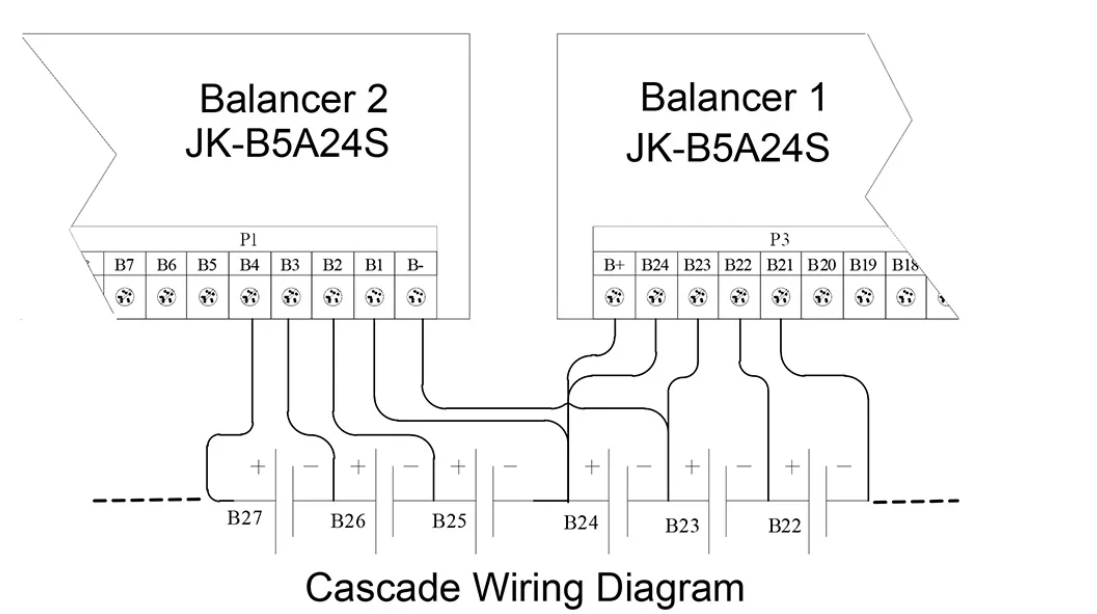 Balancer 2
JK-B5A24S
Balancer 1
JK-B5A24S
P1
P3
B7 B6 B5 B4 B3 B2 B1 B-
B+ B24 B23 B22 B21 B20 B19 B18
+ − + − + − + − + − + −
B27 B26 B25 B24 B23 B22
Cascade Wiring Diagram